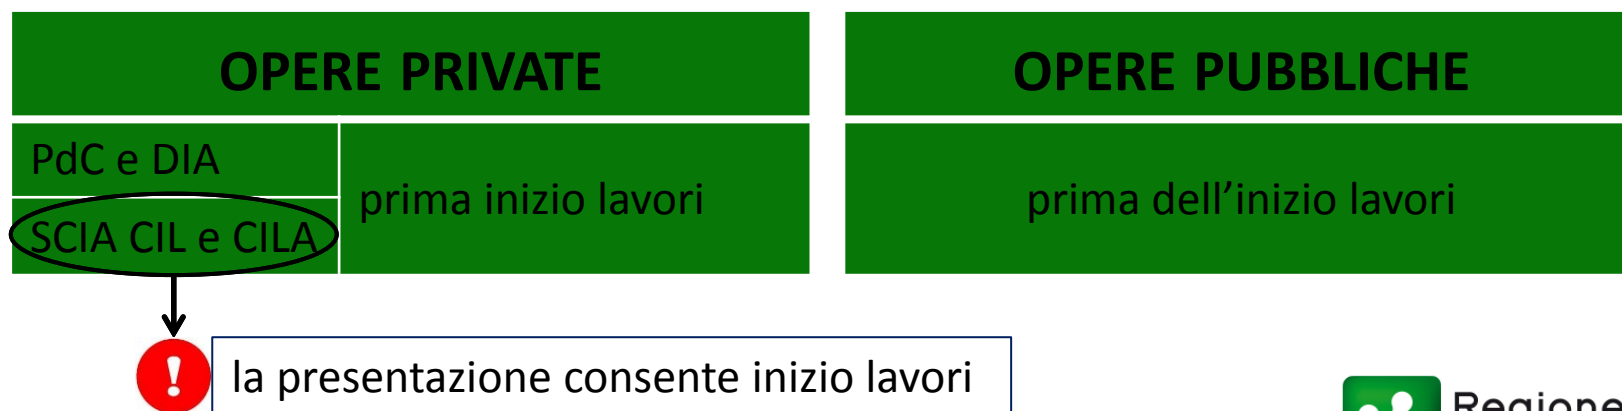 OPERE PRIVATE
OPERE PUBBLICHE
PdC e DIA
SCIA CIL e CILA
prima inizio lavori
prima dell'inizio lavori
!
la presentazione consente inizio lavori
Regione